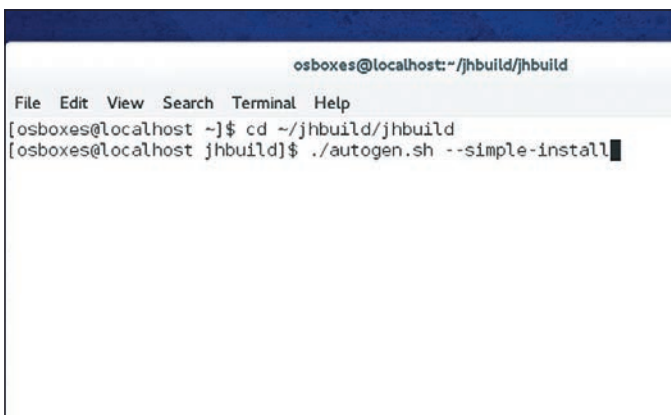 osboxes@localhost:~/jhbuild/jhbuild
File Edit View Search Terminal Help
[osboxes@localhost ~]$ cd ~/jhbuild/jhbuild
[osboxes@localhost jhbuild]$ ./autogen.sh --simple-install